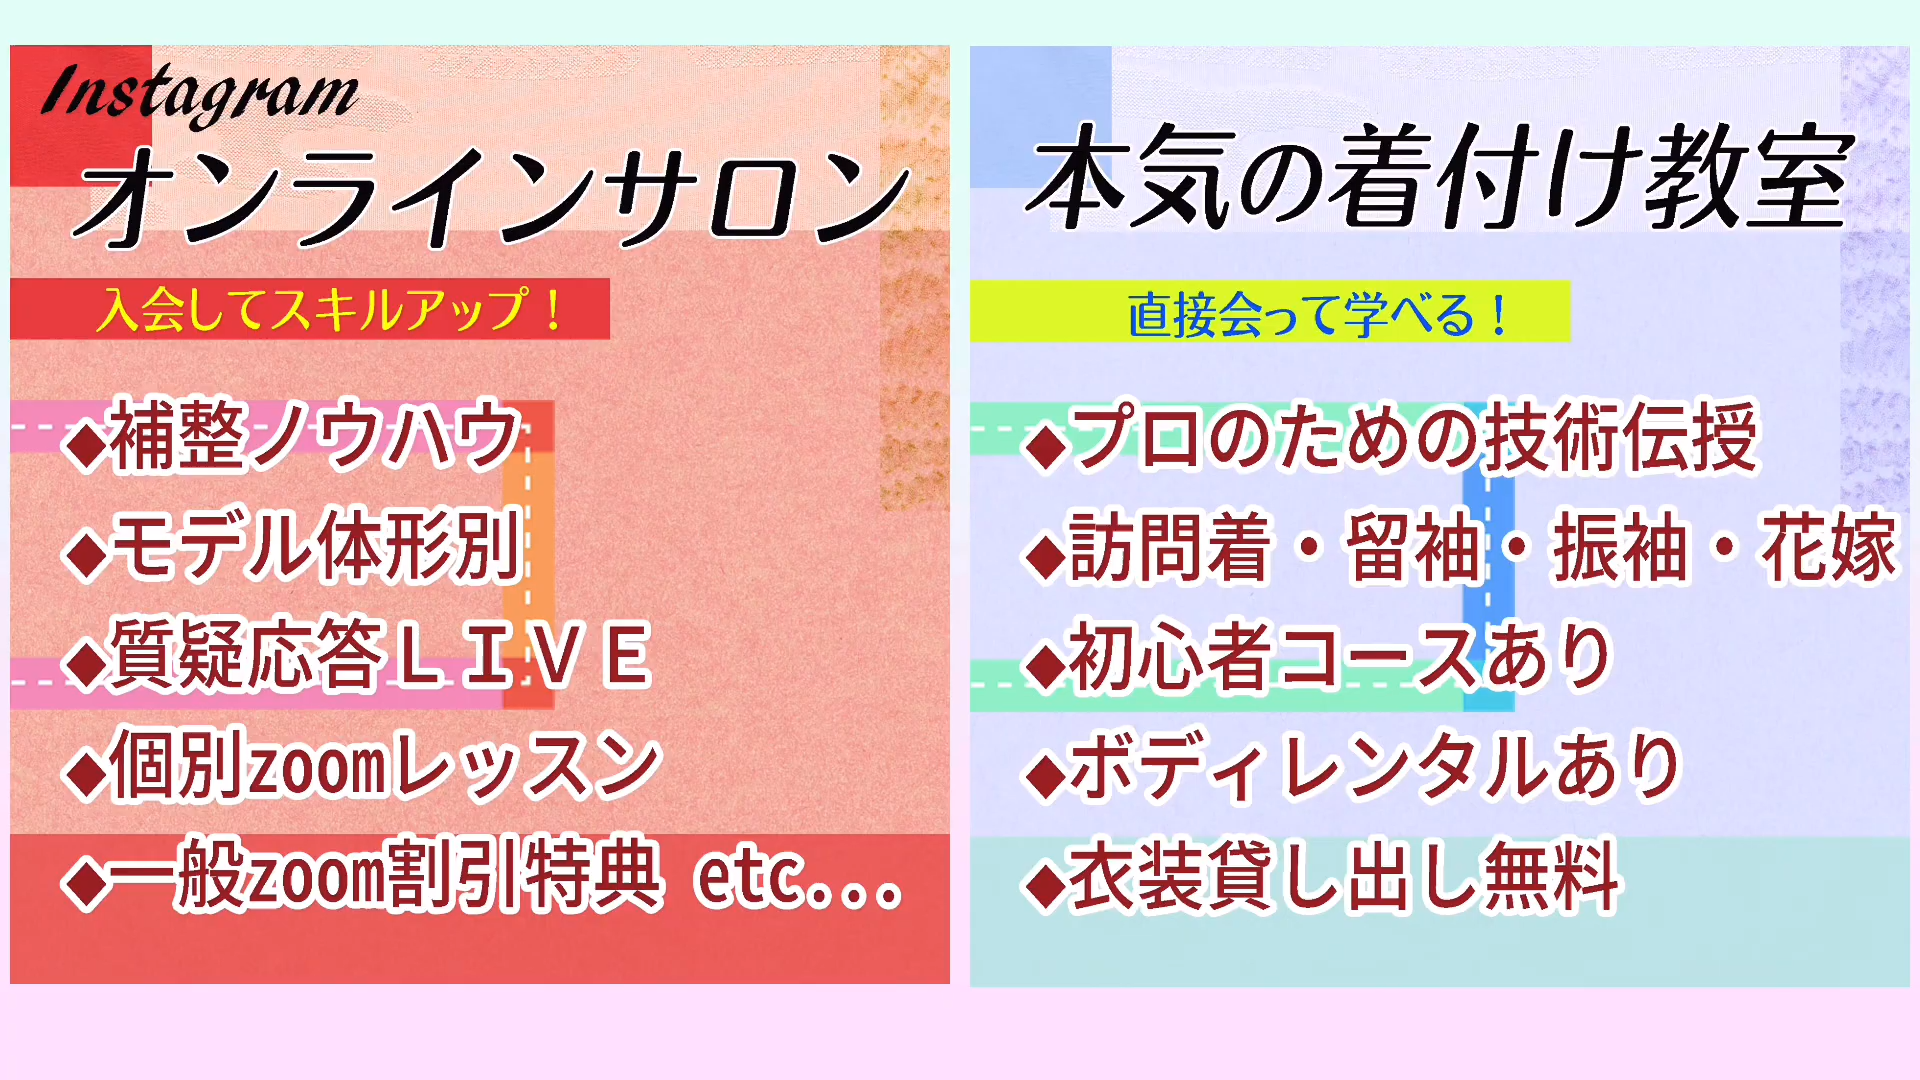 Instagram
オンラインサロン
入会してスキルアップ！
◆補整ノウハウ
◆モデル体形別
◆質疑応答ＬＩＶＥ
◆個別zoomレッスン
◆一般zoom割引特典 etc...
本気の着付け教室
直接会って学べる！
◆プロのための技術伝授
◆訪問着・留袖・振袖・花嫁
◆初心者コースあり
◆ボディレンタルあり
◆衣装貸し出し無料